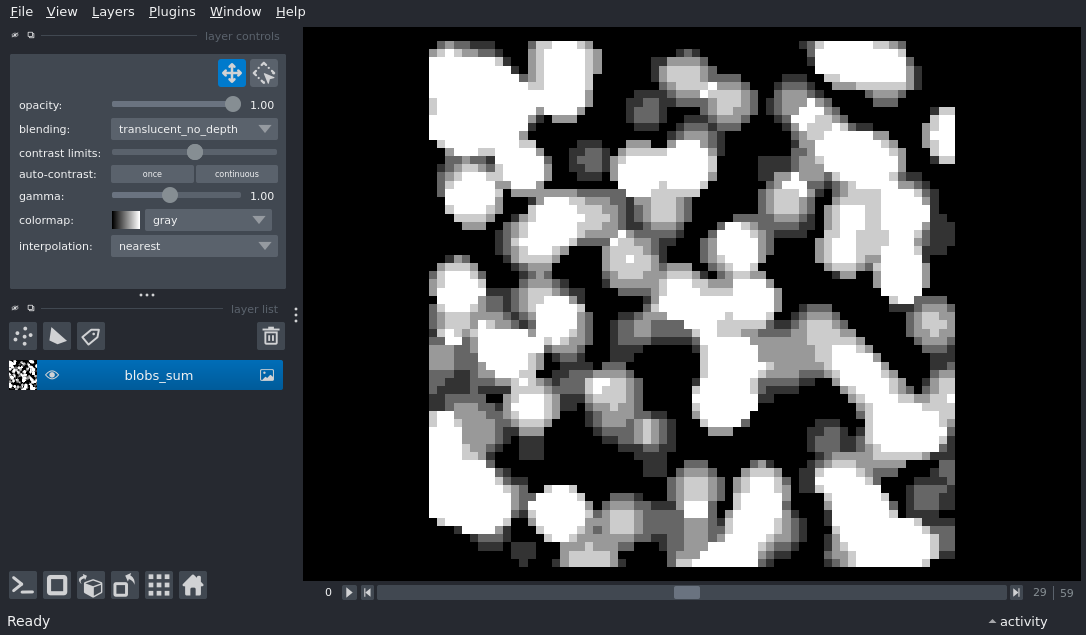 File View Layers Plugins Window Help
layer controls
opacity: 1.00
blending: translucent_no_depth
contrast limits:
auto-contrast: once continuous
gamma: 1.00
colormap: gray
interpolation: nearest
layer list
blobs_sum
0 29 59
Ready activity